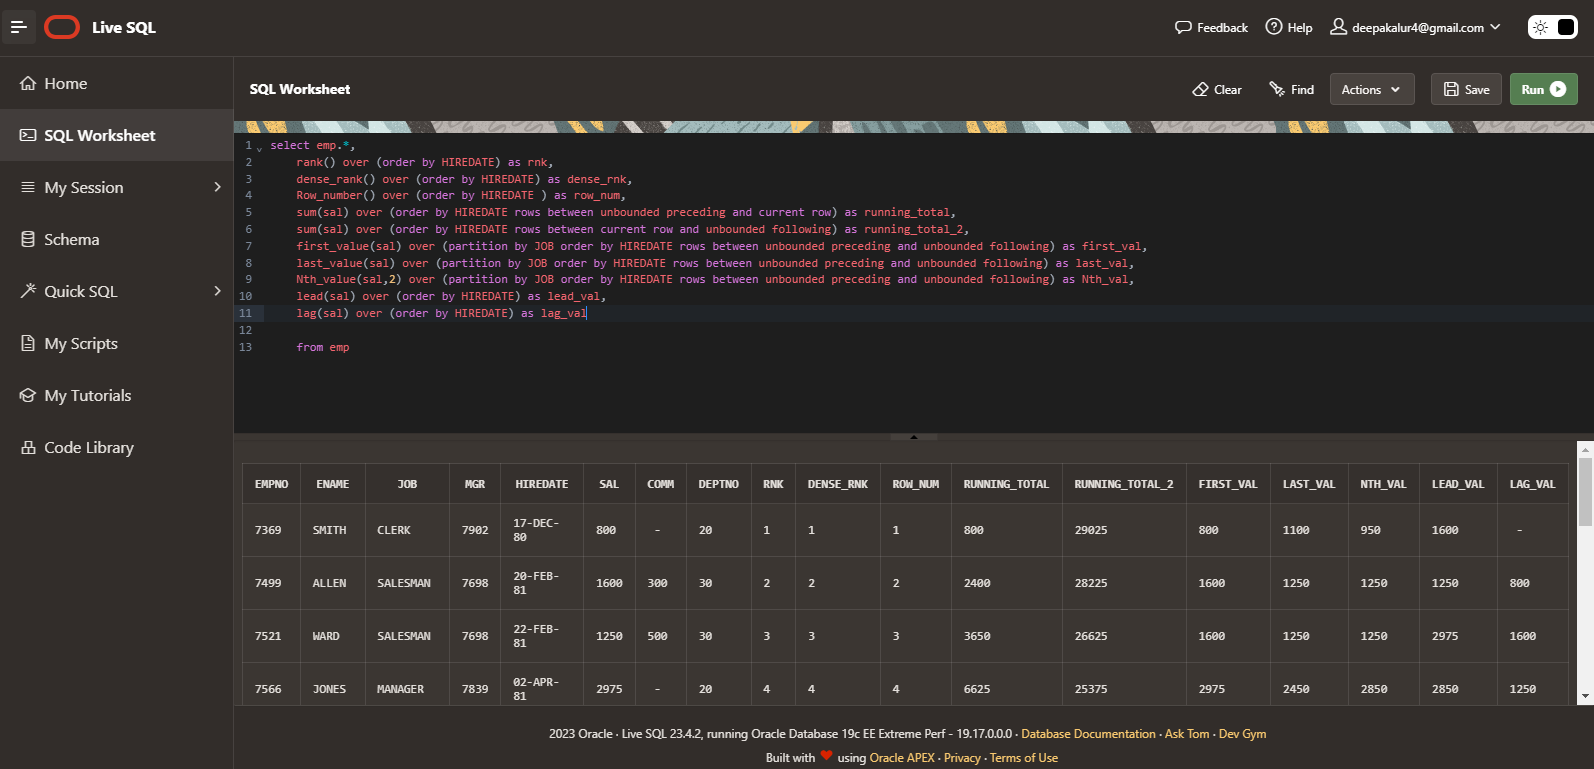 Live SQL
Feedback
Help
deepakalur4@gmail.com
Home
SQL Worksheet
My Session
Schema
Quick SQL
My Scripts
My Tutorials
Code Library
SQL Worksheet
Clear
Find
Actions
Save
Run
1 select emp.*,
2 rank() over (order by HIREDATE) as rnk,
3 dense_rank() over (order by HIREDATE) as dense_rnk,
4 Row_number() over (order by HIREDATE ) as row_num,
5 sum(sal) over (order by HIREDATE rows between unbounded preceding and current row) as running_total,
6 sum(sal) over (order by HIREDATE rows between current row and unbounded following) as running_total_2,
7 first_value(sal) over (partition by JOB order by HIREDATE rows between unbounded preceding and unbounded following) as first_val,
8 last_value(sal) over (partition by JOB order by HIREDATE rows between unbounded preceding and unbounded following) as last_val,
9 Nth_value(sal,2) over (partition by JOB order by HIREDATE rows between unbounded preceding and unbounded following) as Nth_val,
10 lead(sal) over (order by HIREDATE) as lead_val,
11 lag(sal) over (order by HIREDATE) as lag_val
12
13 from emp
EMPNO ENAME JOB MGR HIREDATE SAL COMM DEPTNO RNK DENSE_RNK ROW_NUM RUNNING_TOTAL RUNNING_TOTAL_2 FIRST_VAL LAST_VAL NTH_VAL LEAD_VAL LAG_VAL
7369 SMITH CLERK 7902 17-DEC-80 800 - 20 1 1 1 800 29025 800 1100 950 1600 -
7499 ALLEN SALESMAN 7698 20-FEB-81 1600 300 30 2 2 2 2400 28225 1600 1250 1250 1250 800
7521 WARD SALESMAN 7698 22-FEB-81 1250 500 30 3 3 3 3650 26625 1600 1250 1250 2975 1600
7566 JONES MANAGER 7839 02-APR-81 2975 - 20 4 4 4 6625 25375 2975 2450 2850 2850 1250
2023 Oracle · Live SQL 23.4.2, running Oracle Database 19c EE Extreme Perf - 19.17.0.0.0 · Database Documentation · Ask Tom · Dev Gym
Built with ❤ using Oracle APEX · Privacy · Terms of Use